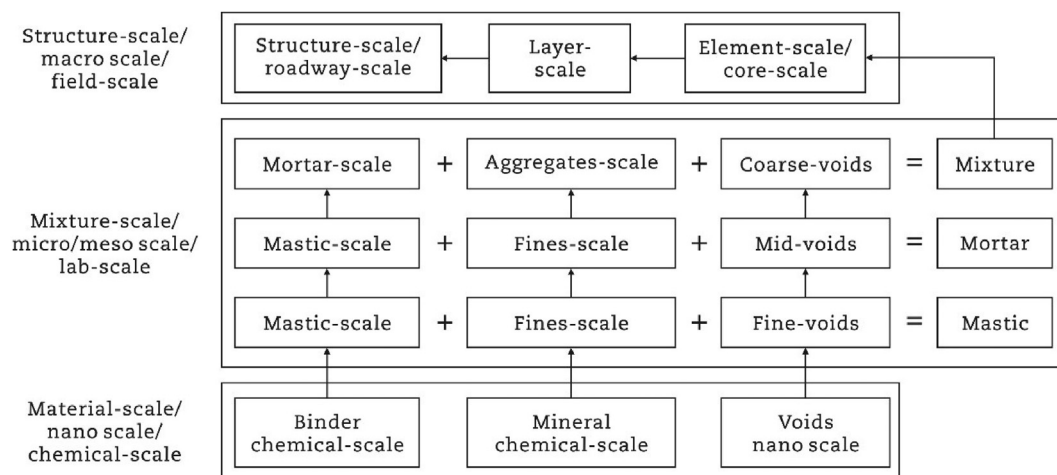 Structure-scale/
macro scale/
field-scale
Structure-scale/
roadway-scale
Layer-
scale
Element-scale/
core-scale
Mixture-scale/
micro/meso scale/
lab-scale
Mortar-scale + Aggregates-scale + Coarse-voids = Mixture
Mastic-scale + Fines-scale + Mid-voids = Mortar
Mastic-scale + Fines-scale + Fine-voids = Mastic
Material-scale/
nano scale/
chemical-scale
Binder
chemical-scale
Mineral
chemical-scale
Voids
nano scale